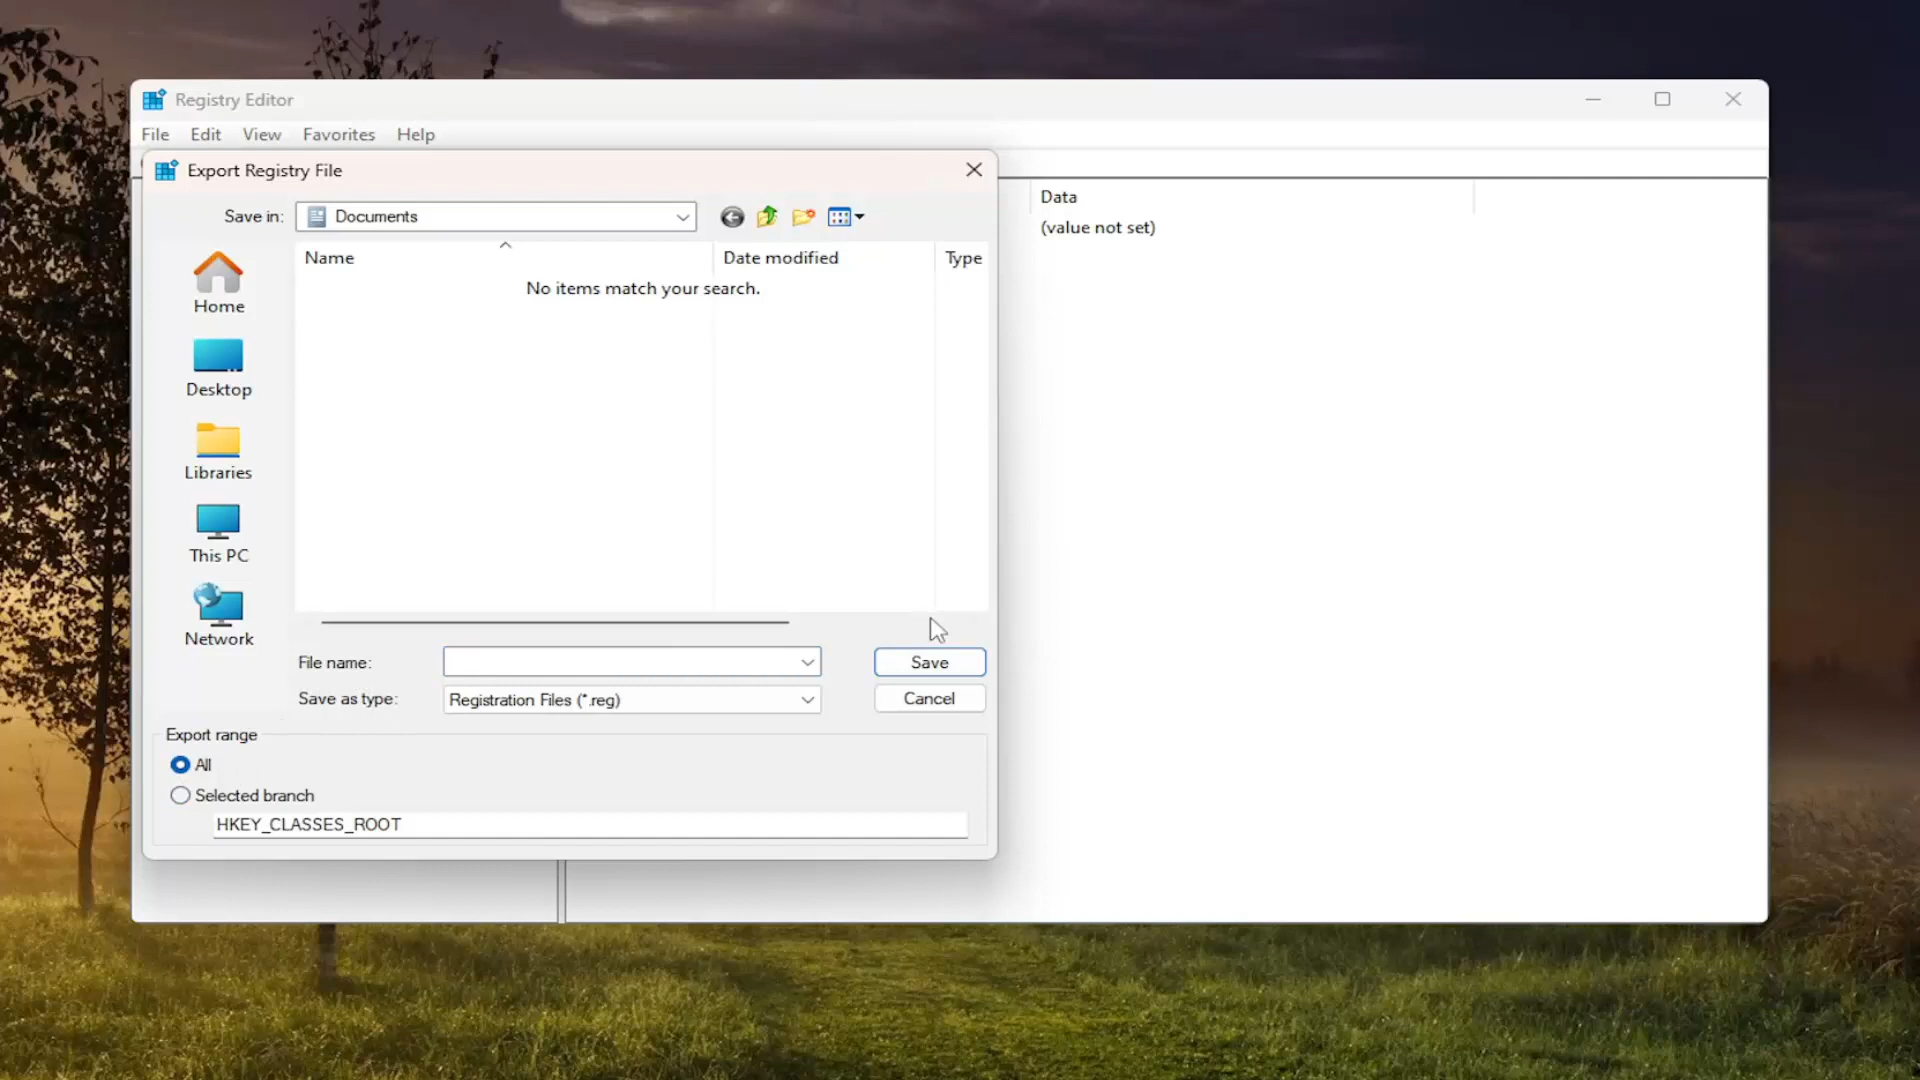 Registry Editor
File Edit View Favorites Help
Export Registry File
Save in: Documents
Data
(value not set)
Name Date modified Type
No items match your search.
Home
Desktop
Libraries
This PC
Network
File name:
Save
Save as type: Registration Files (*.reg)
Cancel
Export range
All
Selected branch
HKEY_CLASSES_ROOT